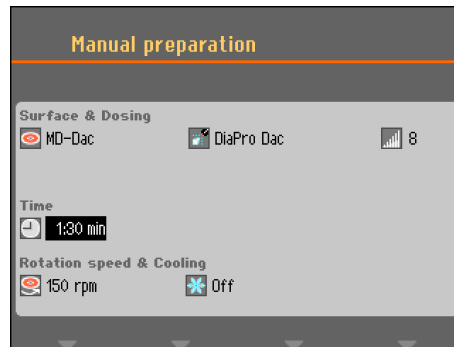 Manual preparation
Surface & Dosing
MD-Dac DiaPro Dac 8
Time
1:30 min
Rotation speed & Cooling
150 rpm Off